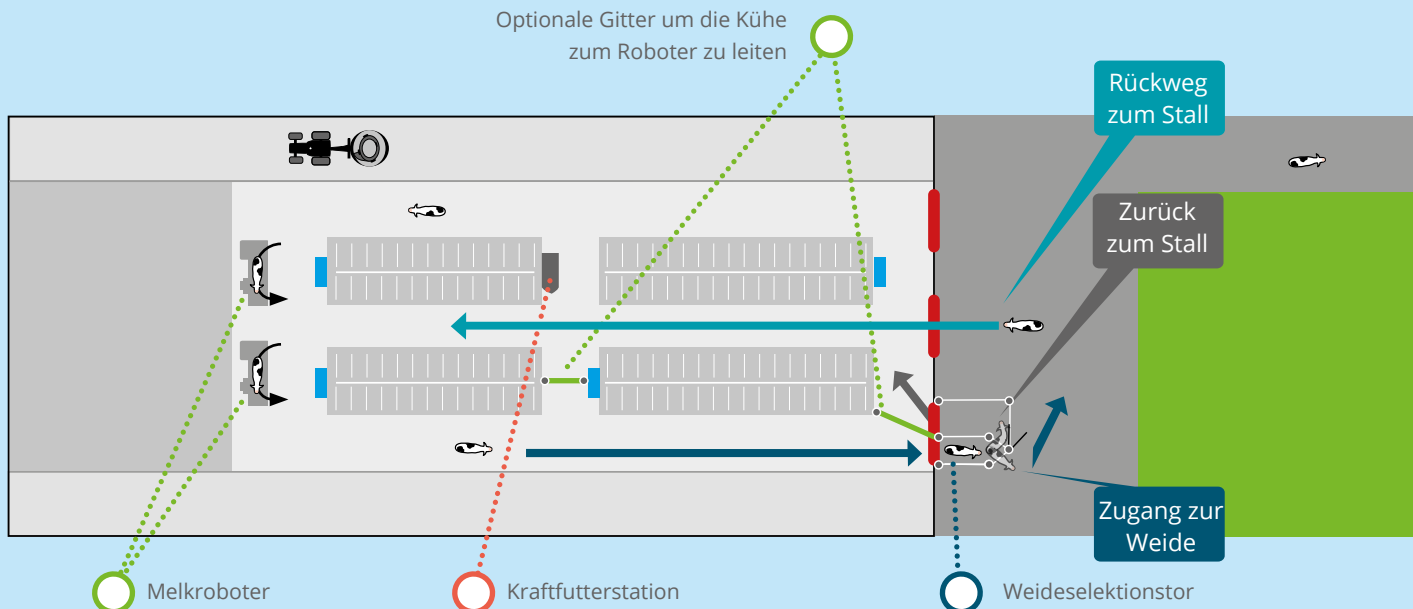 Optionale Gitter um die Kühe
zum Roboter zu leiten
Rückweg
zum Stall
Zurück
zum Stall
Zugang zur
Weide
Melkroboter
Kraftfutterstation
Weideselektionstor